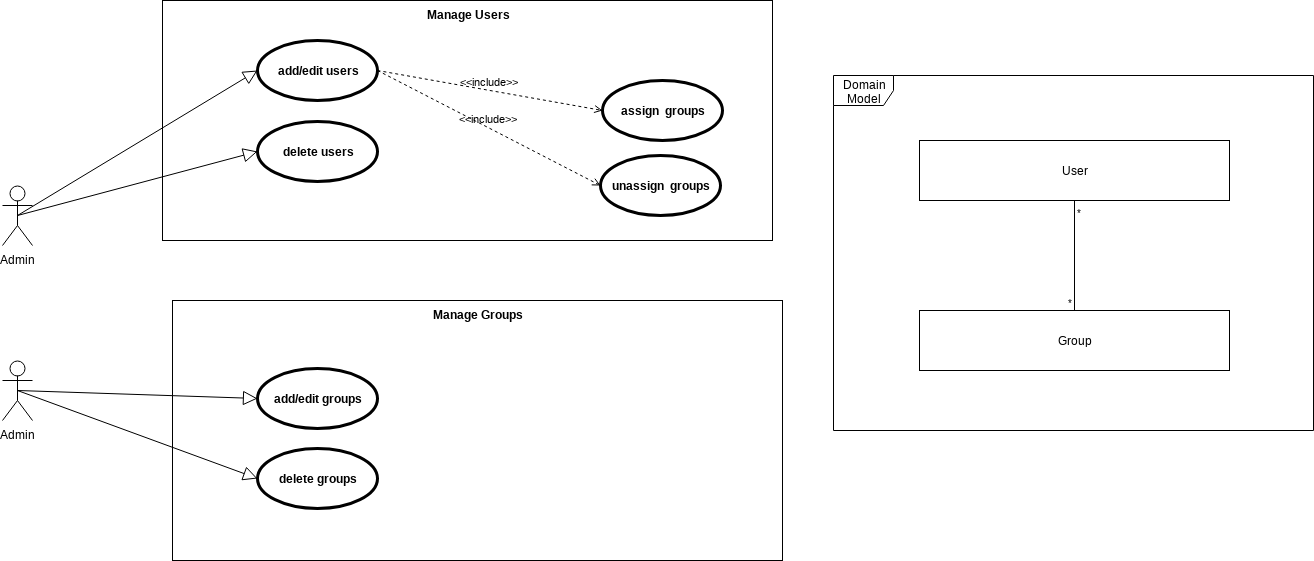 Manage Users
add/edit users
<<include>>
assign groups
<<include>>
delete users
unassign groups
Admin
Manage Groups
add/edit groups
Admin
delete groups
Domain
Model
User
*
*
Group